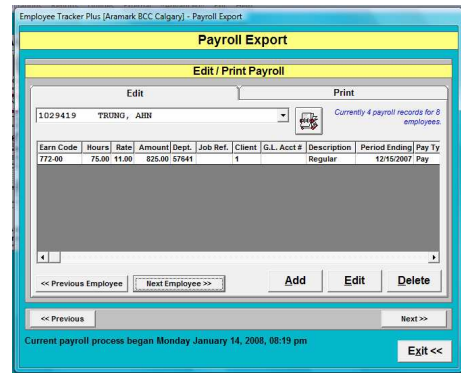 Employee Tracker Plus [Aramark BCC Calgary] - Payroll Export
Payroll Export
Edit / Print Payroll
Edit Print
1029419 TRUNG, AHN
Currently 4 payroll records for 8
employees.
Earn Code Hours Rate Amount Dept. Job Ref. Client G.L. Acct # Description Period Ending Pay Ty
772-00 75.00 11.00 825.00 57641 1 Regular 12/15/2007 Pay
<< Previous Employee Next Employee >> Add Edit Delete
<< Previous Next >>
Current payroll process began Monday January 14, 2008, 08:19 pm
Exit <<